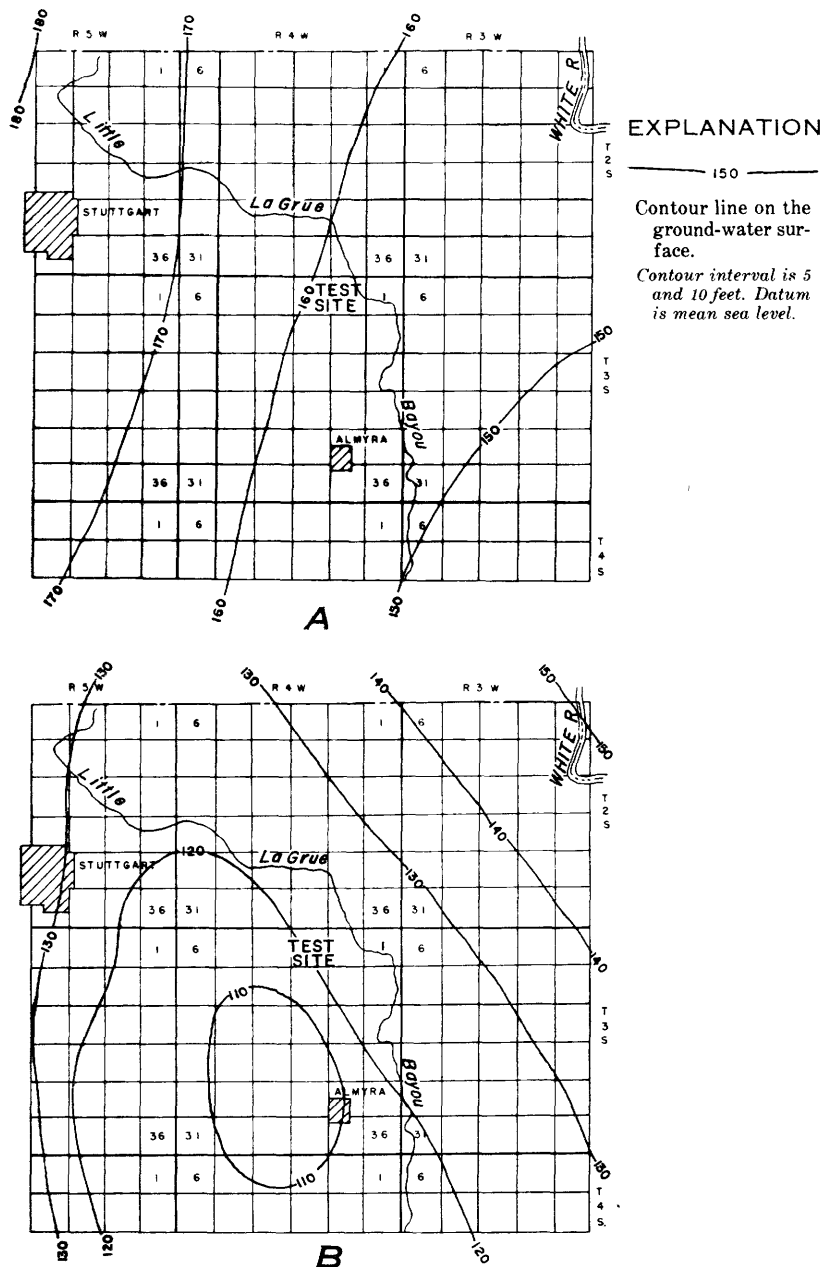 180
170
160
R 5 W
R 4 W
R 3 W
1 6
6
WHITE R
180
T
2
S
Little
La Grue
STUTTGART
36 31
36 31
1 6
160
TEST
SITE
1 6
170
150
T
3
S
Bayou
150
ALMYRA
36 31
36 31
1 6
1 6
T
4
S
170
160
150
A
EXPLANATION
150
Contour line on the
ground-water sur-
face.
Contour interval is 5
and 10 feet. Datum
is mean sea level.
130
130
140
150
R 5 W
R 4 W
R 3 W
1 6
1 6
WHITE R
150
T
2
S
Little
140
La Grue
STUTTGART
120
130
36 31
36 31
130
1 6
TEST
SITE
1 6
140
110
T
3
S
Bayou
ALMYRA
36 31
36 31
130
1 6
110
1 6
T
4
S.
130
120
120
B